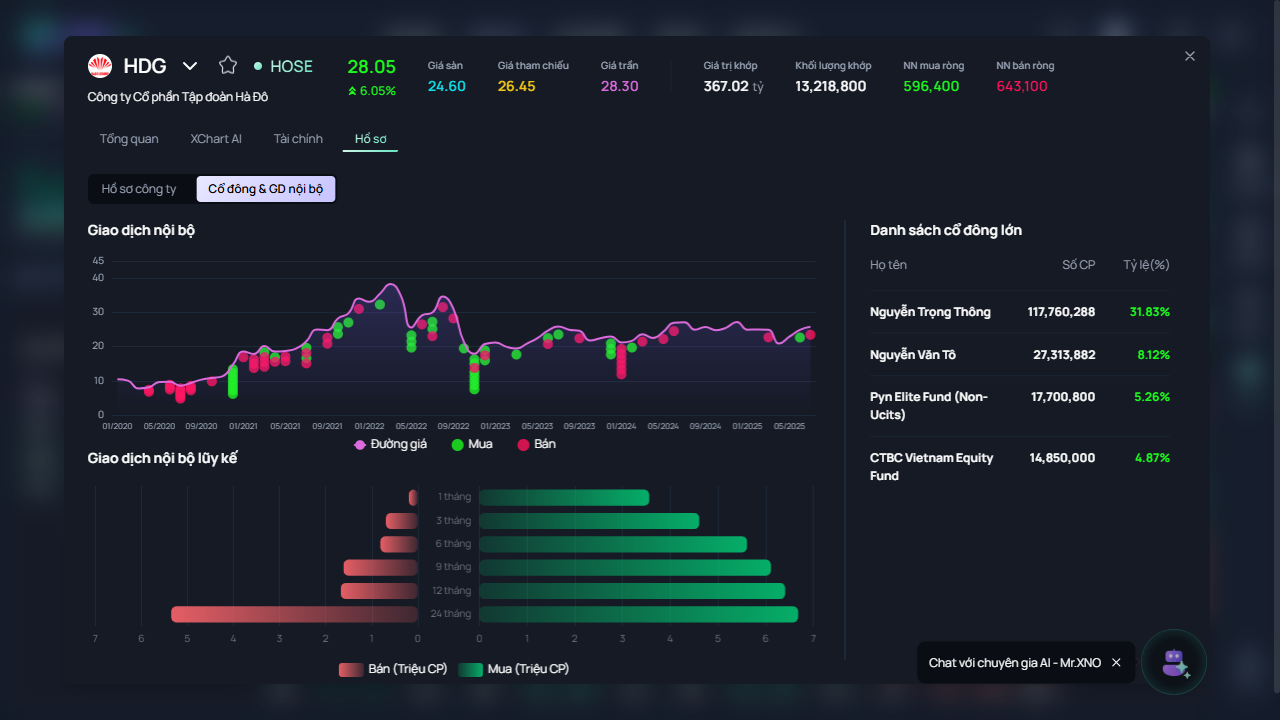 HDG
HOSE
Công ty Cổ phần Tập đoàn Hà Đô
28.05
6.05%
Giá sàn
24.60
Giá tham chiếu
26.45
Giá trần
28.30
Giá trị khớp
367.02 tỷ
Khối lượng khớp
13,218,800
NN mua ròng
596,400
NN bán ròng
643,100
Tổng quan XChart AI Tài chính Hồ sơ
Hồ sơ công ty Cổ đông & GD nội bộ
Giao dịch nội bộ
45
40
30
20
10
0
01/2020 05/2020 09/2020 01/2021 05/2021 09/2021 01/2022 05/2022 09/2022 01/2023 05/2023 09/2023 01/2024 05/2024 09/2024 01/2025 05/2025
Đường giá Mua Bán
Giao dịch nội bộ lũy kế
1 tháng
3 tháng
6 tháng
9 tháng
12 tháng
24 tháng
7 6 5 4 3 2 1 0 0 1 2 3 4 5 6 7
Bán (Triệu CP) Mua (Triệu CP)
Danh sách cổ đông lớn
Họ tên Số CP Tỷ lệ(%)
Nguyễn Trọng Thông 117,760,288 31.83%
Nguyễn Văn Tô 27,313,882 8.12%
Pyn Elite Fund (Non- 17,700,800 5.26%
Ucits)
CTBC Vietnam Equity 14,850,000 4.87%
Fund
Chat với chuyên gia AI - Mr.XNO